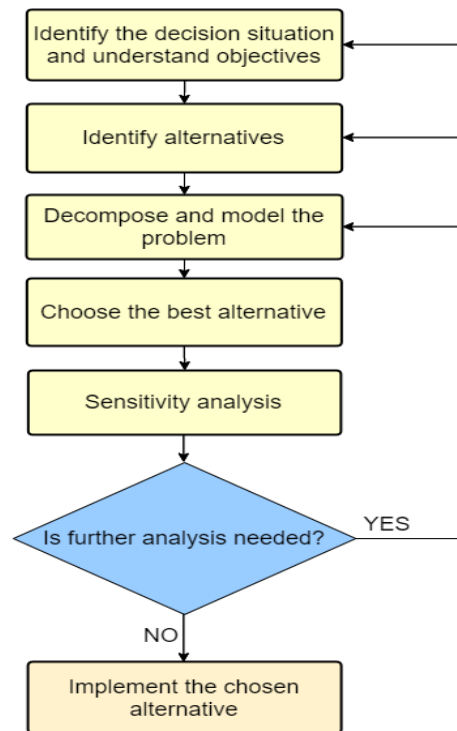 Identify the decision situation
and understand objectives
Identify alternatives
Decompose and model the
problem
Choose the best alternative
Sensitivity analysis
Is further analysis needed?
YES
NO
Implement the chosen
alternative